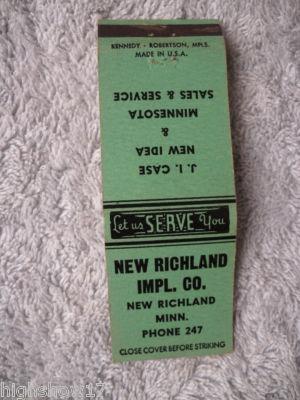 KENNEDY - ROBERTSON, MPLS.
MADE IN U.S.A.
J. I. CASE
NEW IDEA
&
MINNESOTA
SALES & SERVICE
Let us SERVE You
NEW RICHLAND
IMPL. CO.
NEW RICHLAND
MINN.
PHONE 247
CLOSE COVER BEFORE STRIKING
highshow17